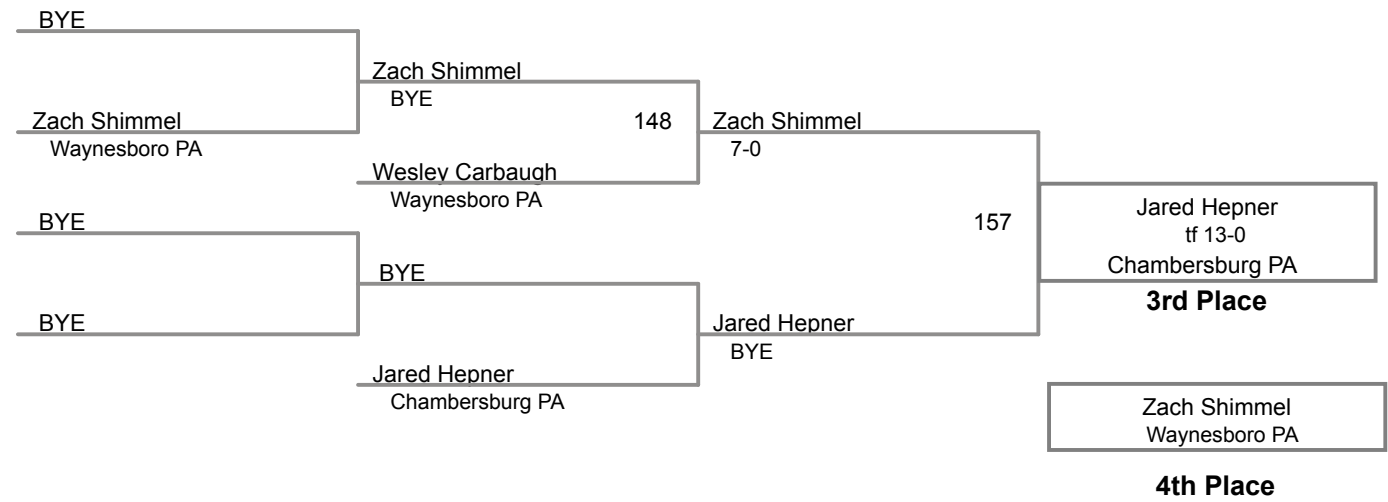 BYE
Zach Shimmel
BYE
Zach Shimmel
Waynesboro PA
148
Zach Shimmel
7-0
Wesley Carbaugh
Waynesboro PA
BYE
157
Jared Hepner
tf 13-0
Chambersburg PA
3rd Place
BYE
BYE
Jared Hepner
BYE
Jared Hepner
Chambersburg PA
Zach Shimmel
Waynesboro PA
4th Place